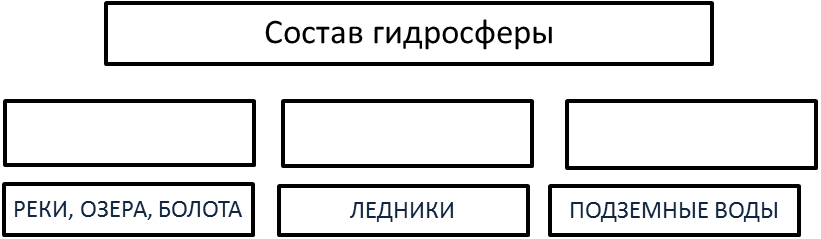 Состав гидросферы
РЕКИ, ОЗЕРА, БОЛОТА
ЛЕДНИКИ
ПОДЗЕМНЫЕ ВОДЫ